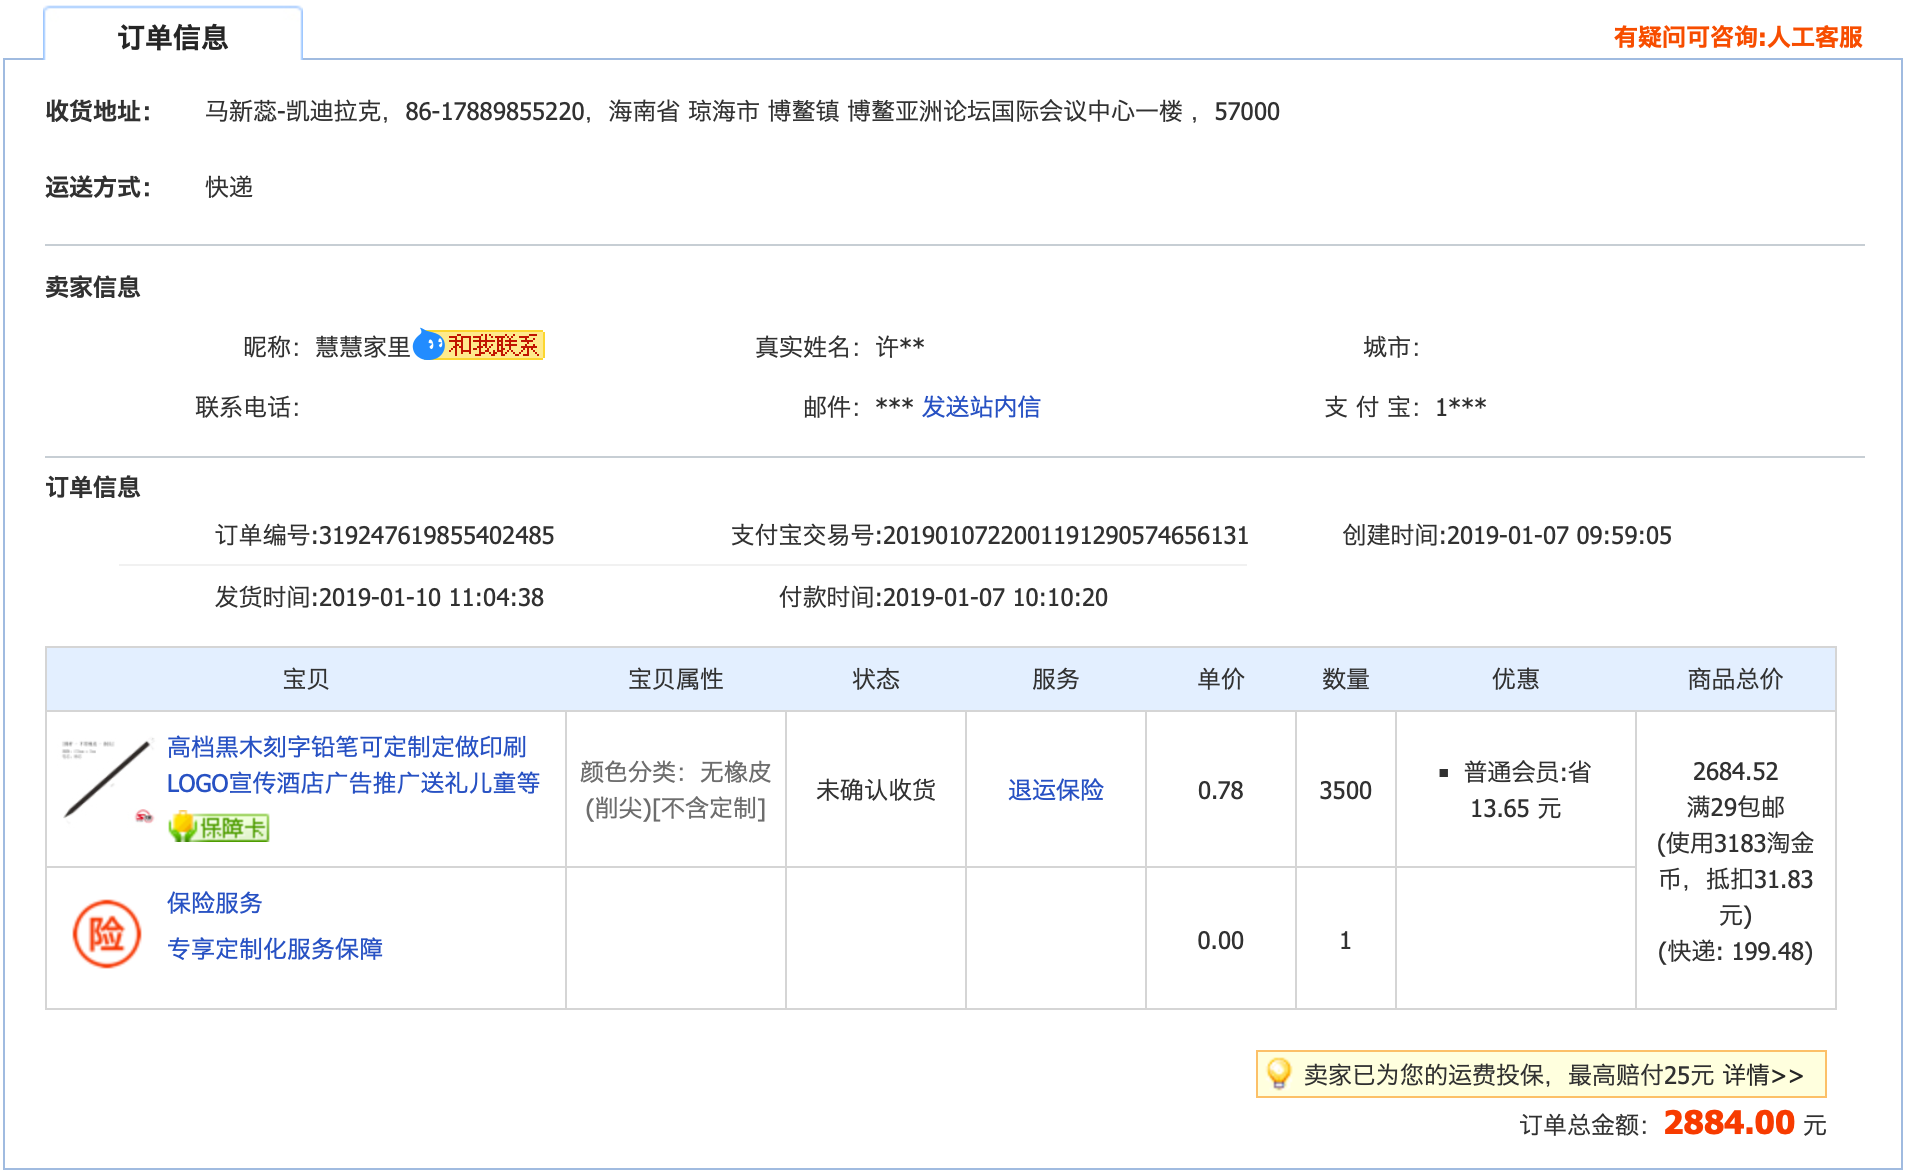 订单信息
有疑问可咨询:人工客服
收货地址： 马新蕊-凯迪拉克，86-17889855220，海南省 琼海市 博鳌镇 博鳌亚洲论坛国际会议中心一楼 ，57000
运送方式： 快递
卖家信息
昵称：慧慧家里 和我联系 真实姓名：许** 城市：
联系电话： 邮件：*** 发送站内信 支 付 宝：1***
订单信息
订单编号:319247619855402485 支付宝交易号:2019010722001191290574656131 创建时间:2019-01-07 09:59:05
发货时间:2019-01-10 11:04:38 付款时间:2019-01-07 10:10:20
宝贝 宝贝属性 状态 服务 单价 数量 优惠 商品总价
高档黑木刻字铅笔可定制定做印刷
LOGO宣传酒店广告推广送礼儿童等
保障卡
颜色分类：无橡皮
(削尖)[不含定制]
未确认收货
退运保险
0.78
3500
▪ 普通会员:省
13.65 元
2684.52
满29包邮
(使用3183淘金
币，抵扣31.83
元)
(快递: 199.48)
险
保险服务
专享定制化服务保障
0.00
1
卖家已为您的运费投保，最高赔付25元 详情>>
订单总金额：2884.00 元